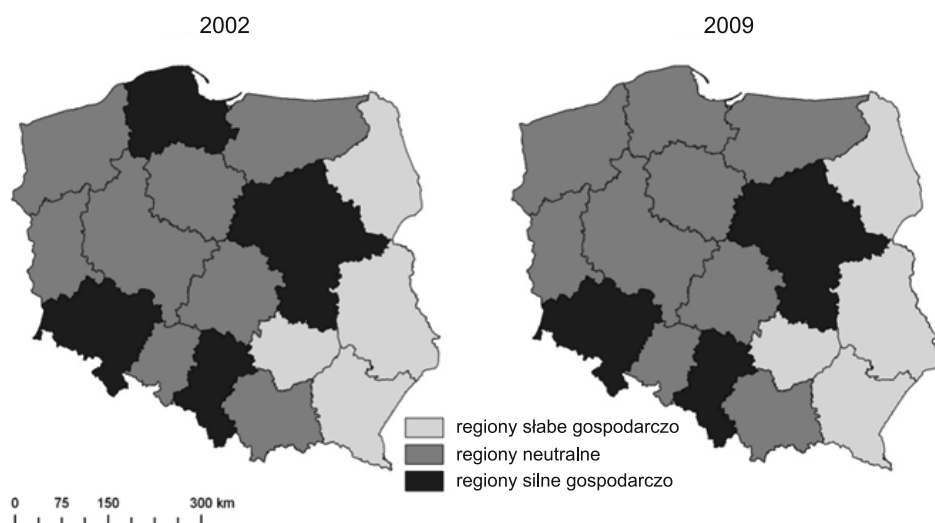 2002
2009
regiony słabe gospodarczo
regiony neutralne
regiony silne gospodarczo
0 75 150 300 km